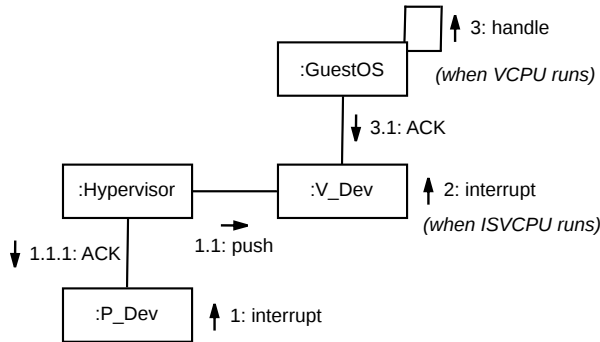 3: handle
:GuestOS
(when VCPU runs)
3.1: ACK
:Hypervisor
:V_Dev
2: interrupt
(when ISVCPU runs)
1.1: push
1.1.1: ACK
:P_Dev
1: interrupt